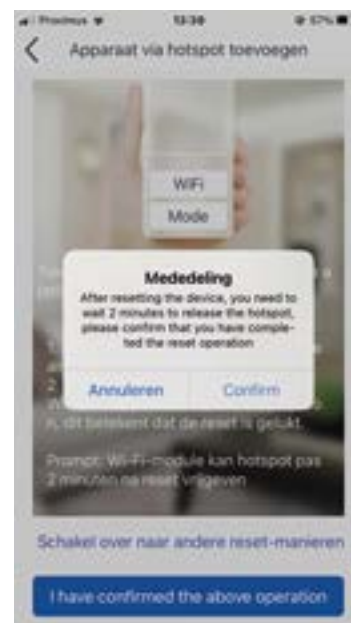 Proximus
13:39
57%
Apparaat via hotspot toevoegen
WiFi
Mode
Mededeling
After resetting the device, you need to
wait 2 minutes to release the hotspot,
please confirm that you have comple-
ted the reset operation
Annuleren
Confirm
2
n, dit betekent dat de reset is gelukt.
Prompt: Wi-Fi-module kan hotspot pas
2 minuten na reset vrijgeven
Schakel over naar andere reset-manieren
I have confirmed the above operation